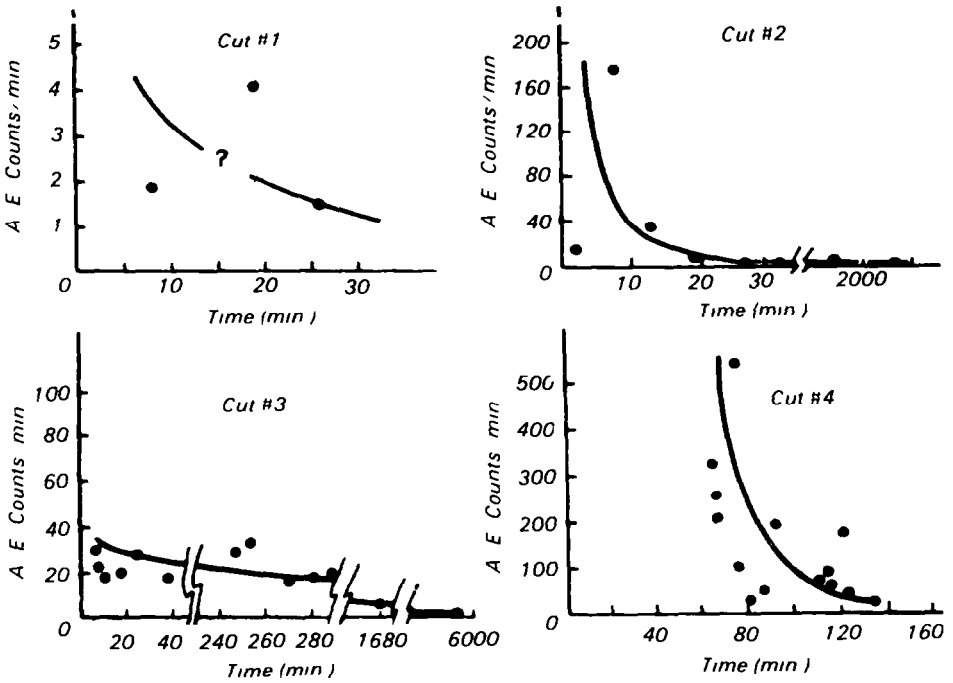 Cut #1
A E Counts/min
5
4
3
2
1
0
?
10 20 30
Time (min)
Cut #2
A E Counts/min
200
160
120
80
40
0
10 20 30 2000
Time (min)
Cut #3
A E Counts min
100
80
60
40
20
0
20 40 240 260 280 1680 6000
Time (min)
Cut #4
A E Counts min
500
400
300
200
100
0
40 80 120 160
Time (min)